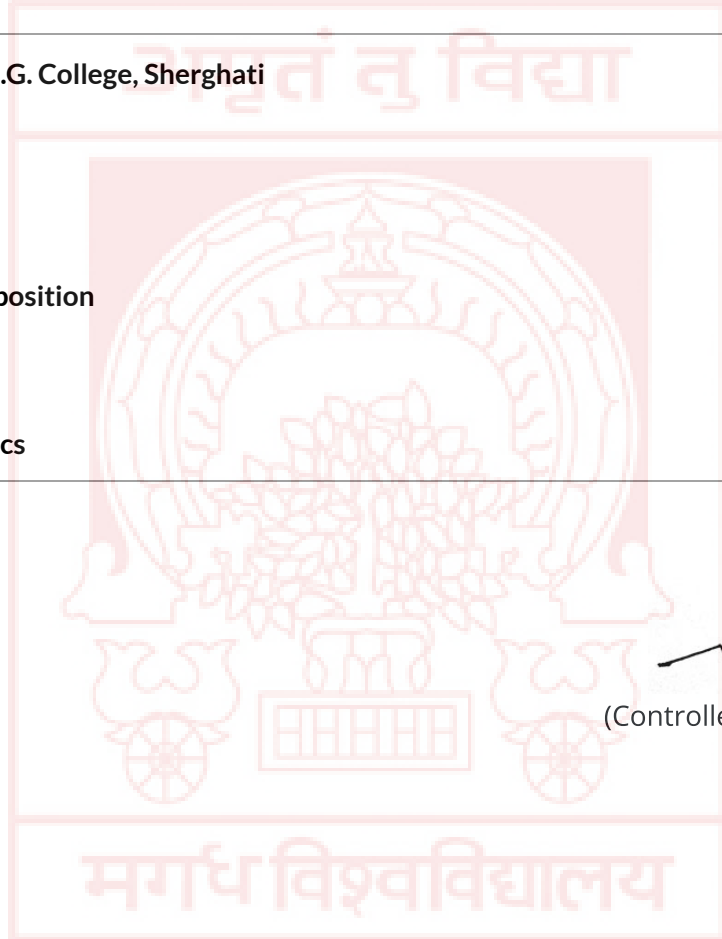 अमृतं तु विद्या
.G. College, Sherghati
position
cs
(Controlle
मगध विश्वविद्यालय